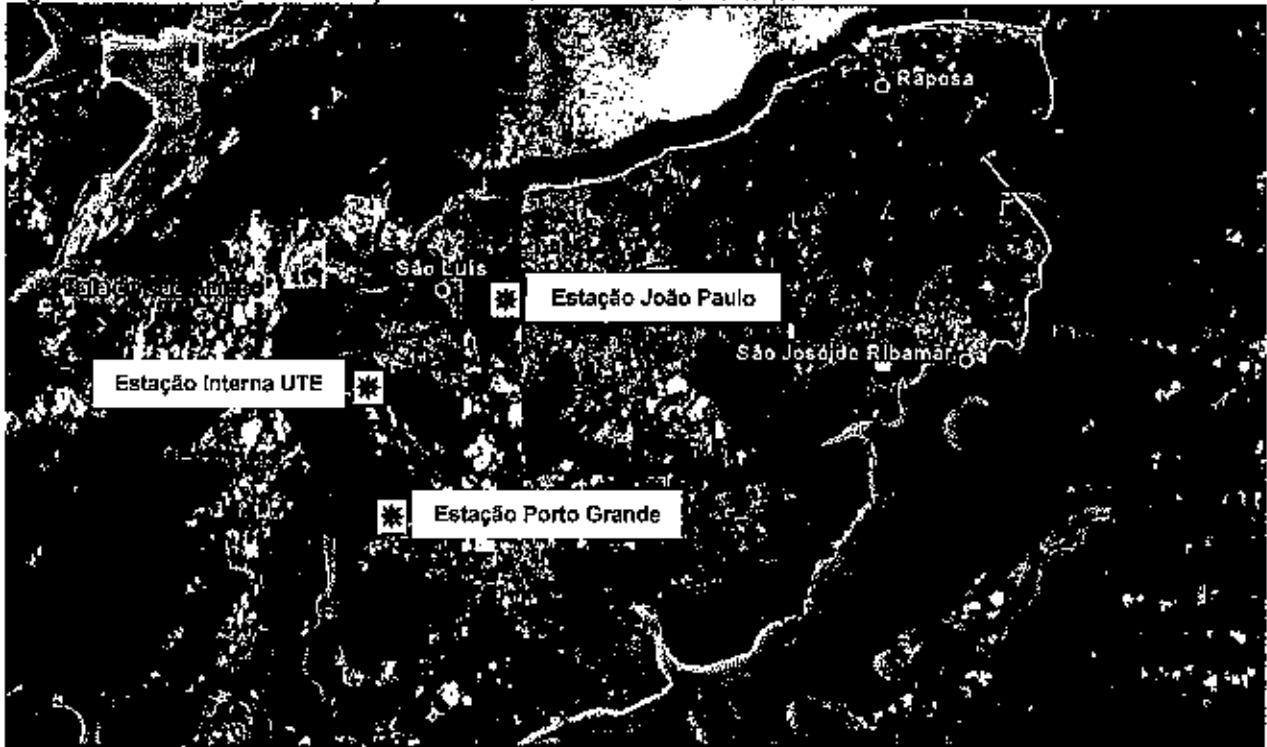 Raposa
São Luís
Estação João Paulo
São José de Ribamar
Estação Interna UTE
Estação Porto Grande